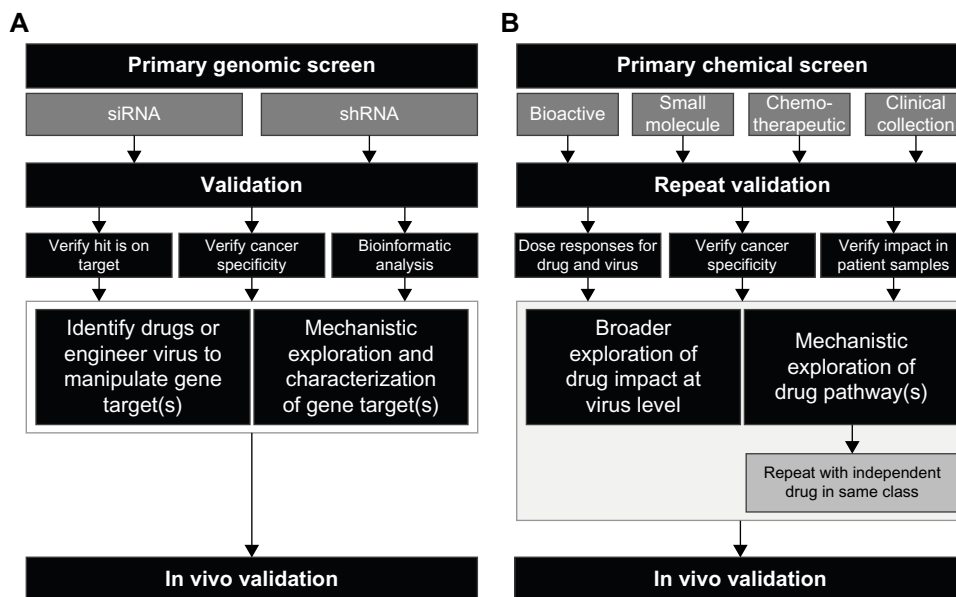 A
Primary genomic screen
siRNA
shRNA
Validation
Verify hit is on
target
Verify cancer
specificity
Bioinformatic
analysis
Identify drugs or
engineer virus to
manipulate gene
target(s)
Mechanistic
exploration and
characterization
of gene target(s)
In vivo validation
B
Primary chemical screen
Bioactive
Small
molecule
Chemo-
therapeutic
Clinical
collection
Repeat validation
Dose responses for
drug and virus
Verify cancer
specificity
Verify impact in
patient samples
Broader
exploration of
drug impact at
virus level
Mechanistic
exploration of
drug pathway(s)
Repeat with independent
drug in same class
In vivo validation